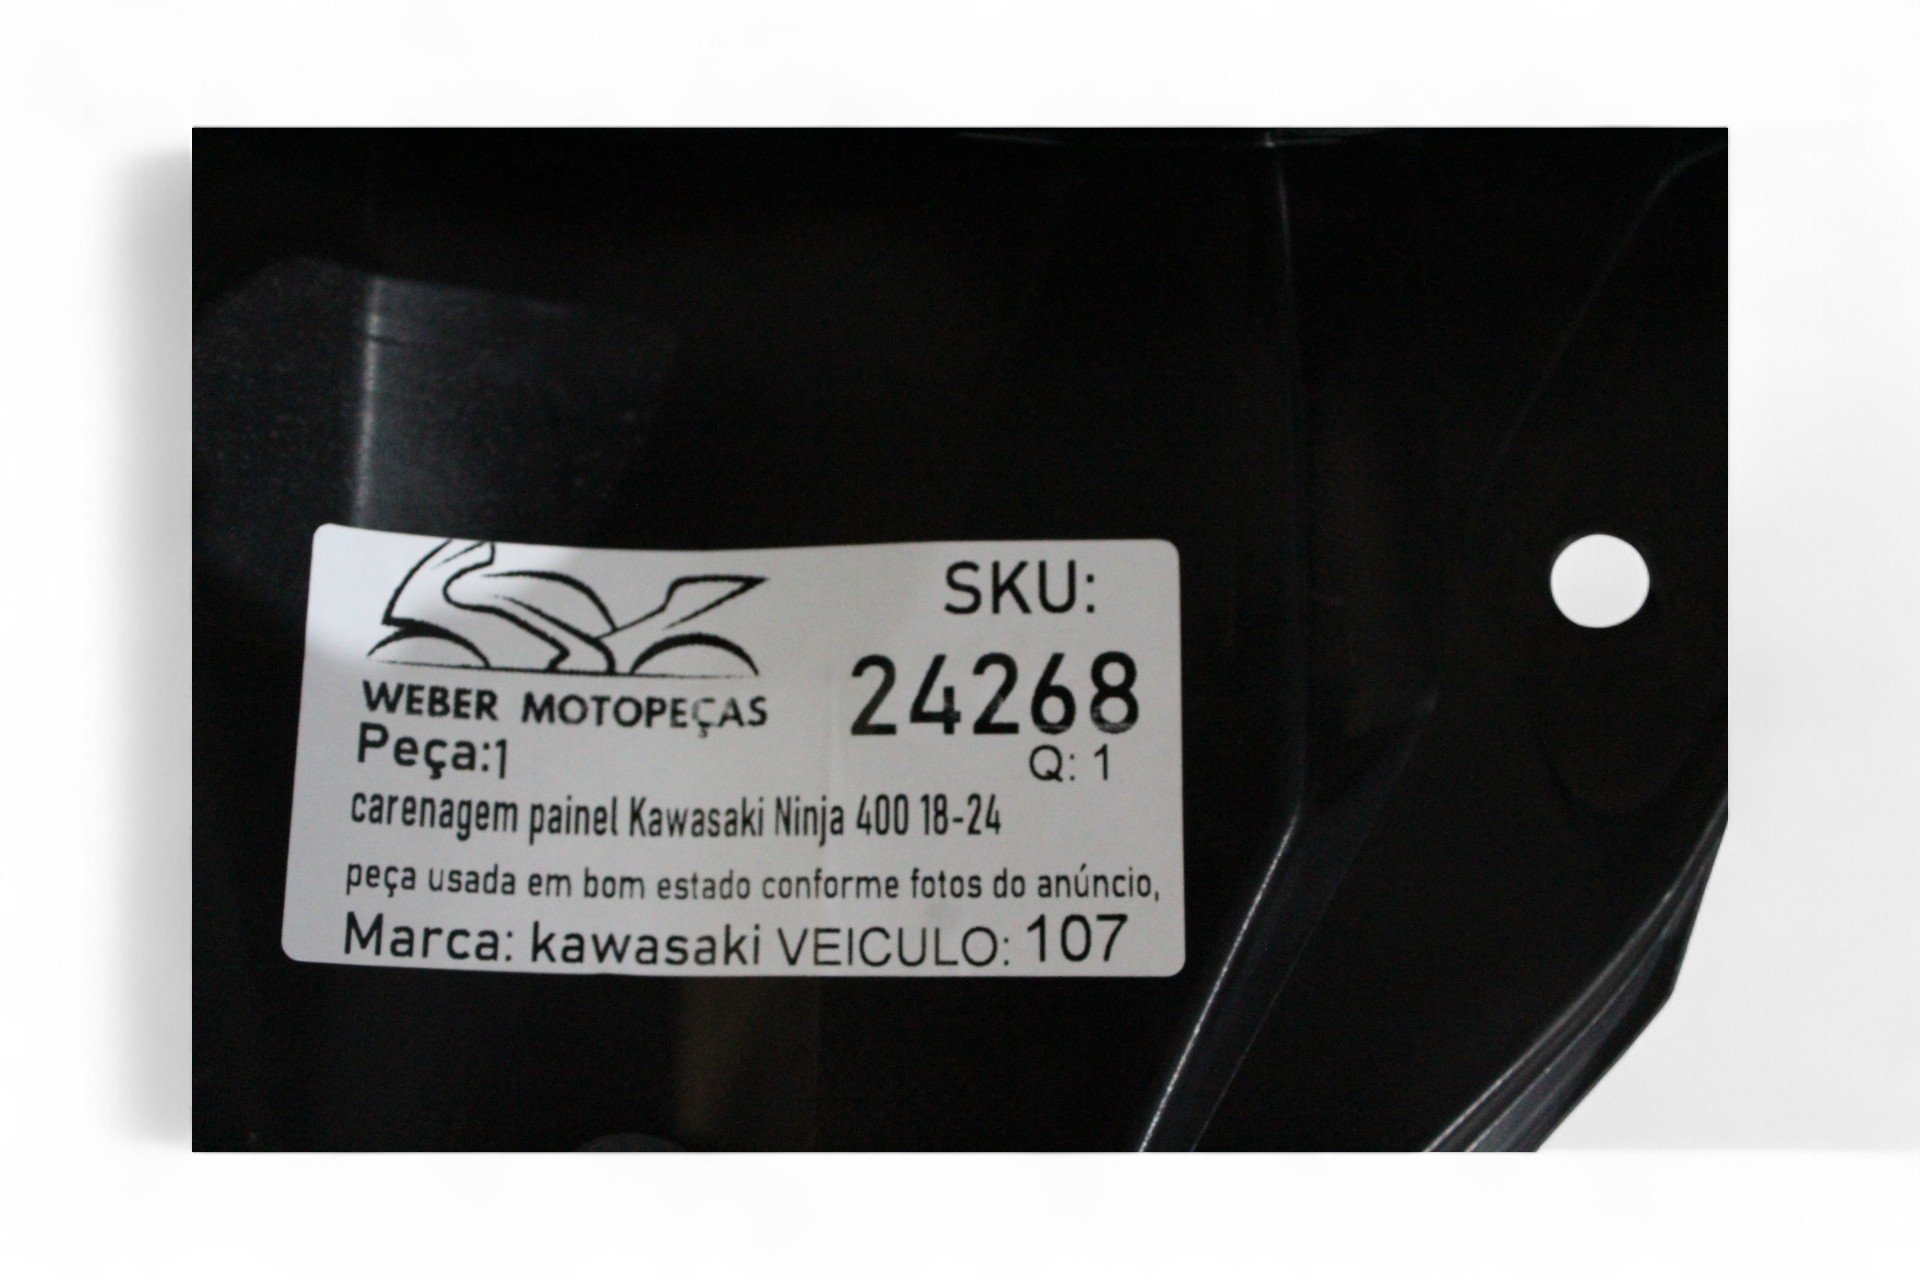 SKU:
24268
WEBER MOTOPEÇAS
Peça:1
Q: 1
carenagem painel Kawasaki Ninja 400 18-24
peça usada em bom estado conforme fotos do anúncio,
Marca: kawasaki VEICULO: 107